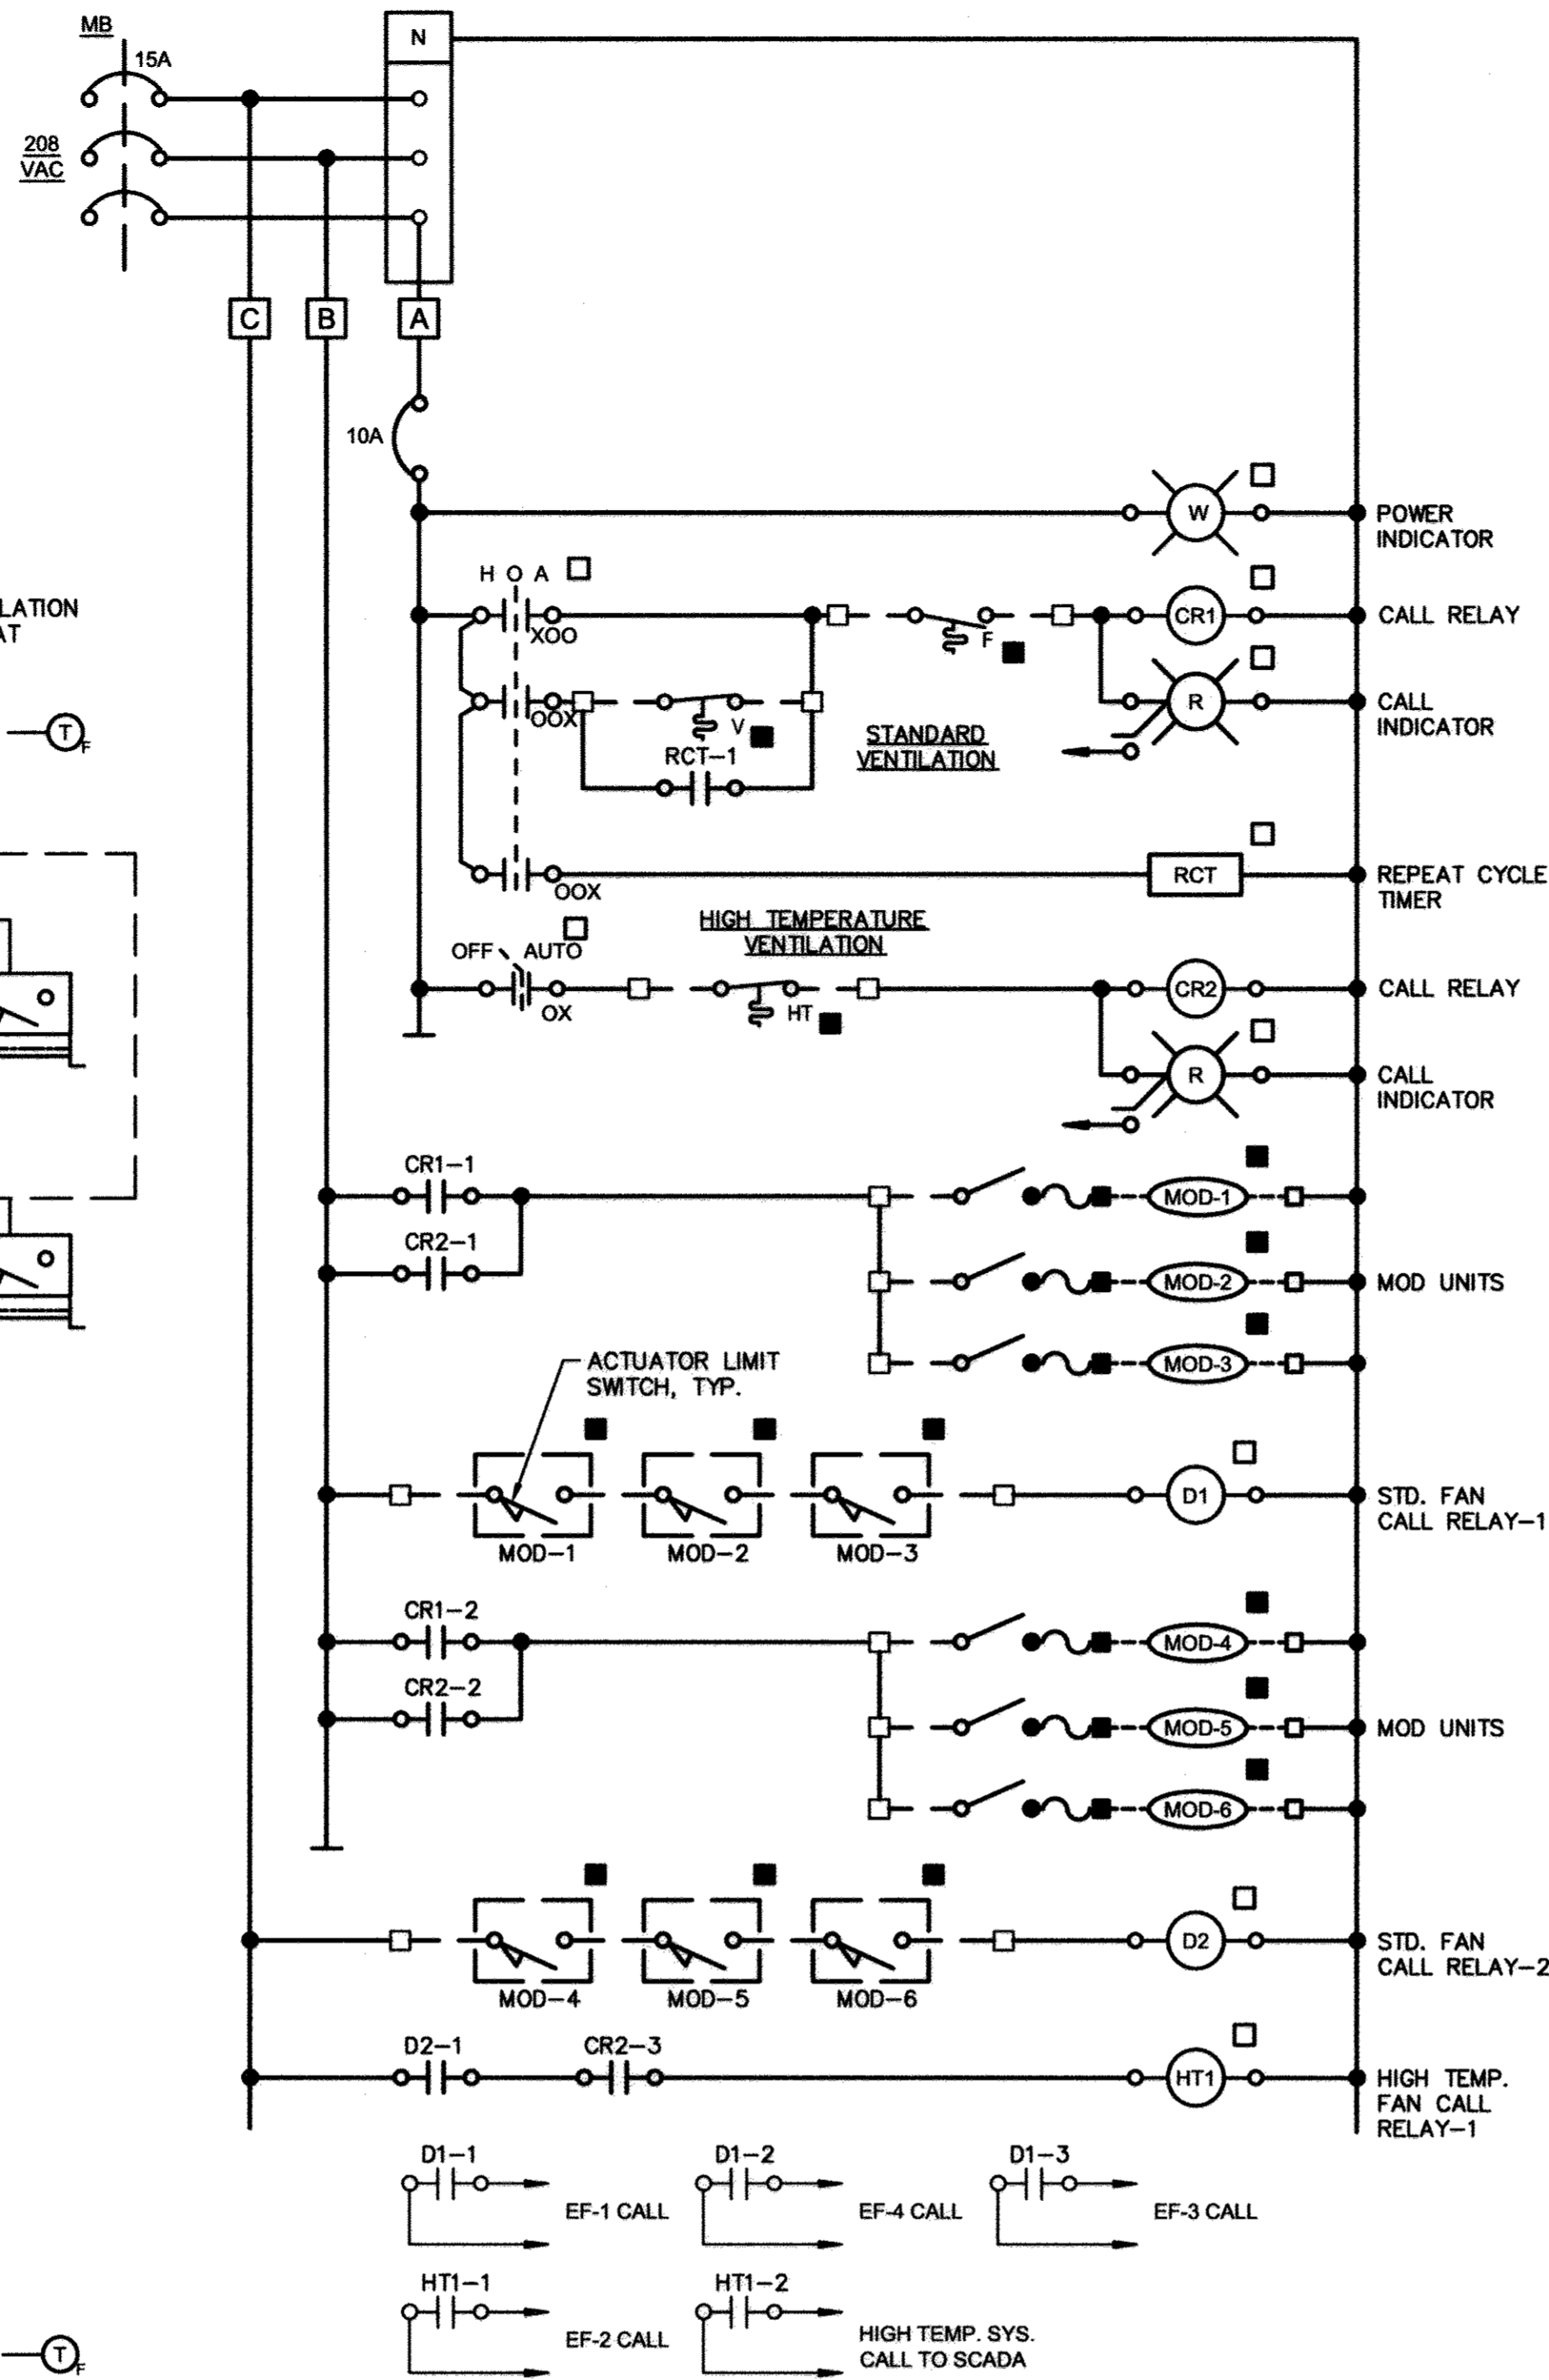 MB
15A
N
208
VAC
C
B
A
10A
W
POWER
INDICATOR
H O A
LATION
AT
XOO
F
CR1
CALL RELAY
OOX
V
R
CALL
INDICATOR
T
F
STANDARD
VENTILATION
RCT-1
OOX
RCT
REPEAT CYCLE
TIMER
HIGH TEMPERATURE
VENTILATION
OFF AUTO
OX
HT
CR2
CALL RELAY
R
CALL
INDICATOR
CR1-1
MOD-1
CR2-1
MOD-2
MOD UNITS
MOD-3
ACTUATOR LIMIT
SWITCH, TYP.
D1
STD. FAN
CALL RELAY-1
MOD-1
MOD-2
MOD-3
CR1-2
MOD-4
CR2-2
MOD-5
MOD UNITS
MOD-6
D2
STD. FAN
CALL RELAY-2
MOD-4
MOD-5
MOD-6
D2-1
CR2-3
HT1
HIGH TEMP.
FAN CALL
RELAY-1
D1-1
D1-2
D1-3
EF-1 CALL
EF-4 CALL
EF-3 CALL
HT1-1
HT1-2
EF-2 CALL
HIGH TEMP. SYS.
CALL TO SCADA
T
F